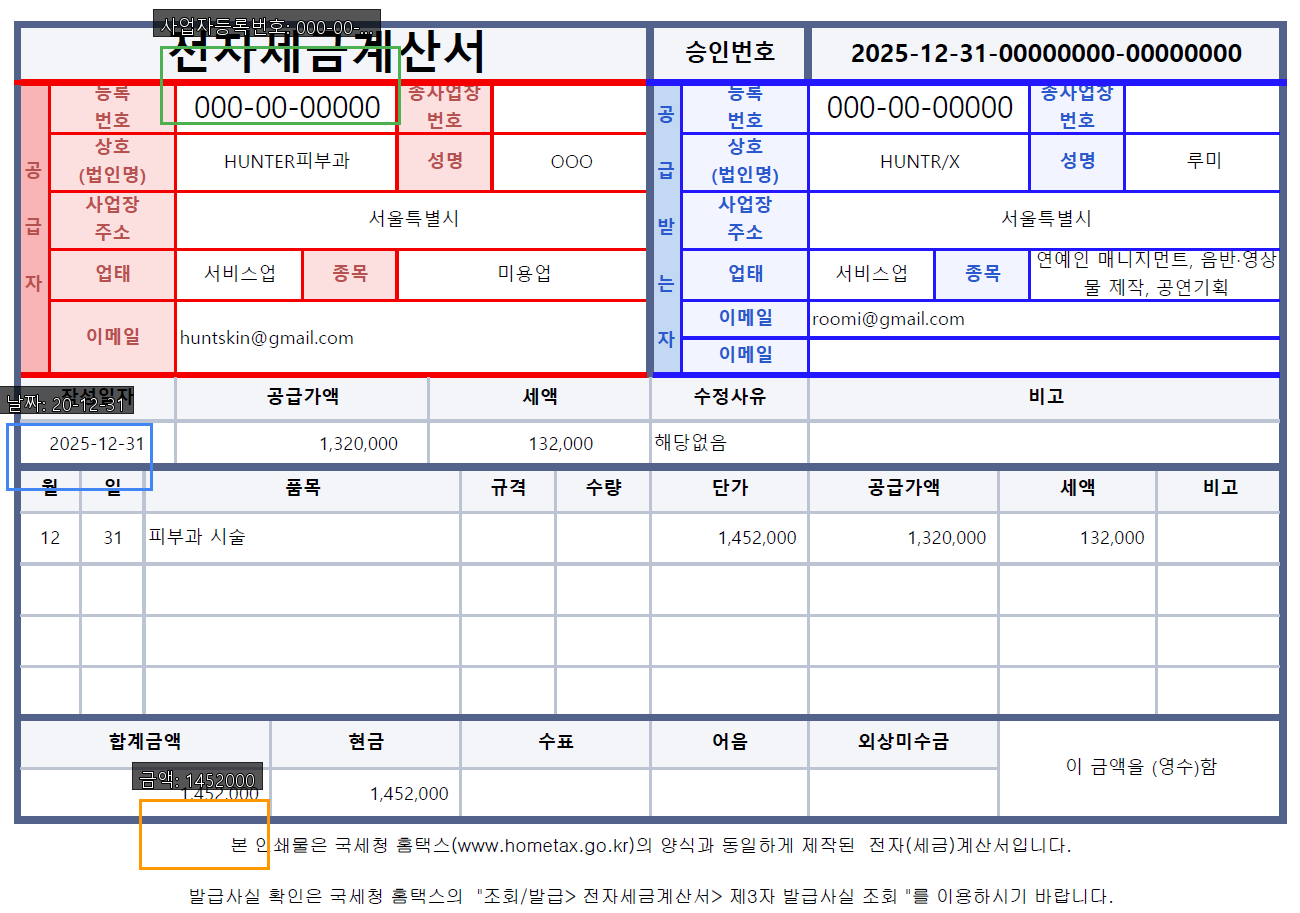 사업자등록번호: 000-00-...
전자세금계산서 승인번호 2025-12-31-00000000-00000000
공급자 공급받는자
등록번호 000-00-00000 종사업장번호 등록번호 000-00-00000 종사업장번호
상호(법인명) HUNTER피부과 성명 OOO 상호(법인명) HUNTR/X 성명 루미
사업장주소 서울특별시 사업장주소 서울특별시
업태 서비스업 종목 미용업 업태 서비스업 종목 연예인 매니지먼트, 음반·영상물 제작, 공연기획
이메일 huntskin@gmail.com 이메일 roomi@gmail.com
이메일
작성일자 공급가액 세액 수정사유 비고
날짜: 20-12-31
2025-12-31 1,320,000 132,000 해당없음
월 일 품목 규격 수량 단가 공급가액 세액 비고
12 31 피부과 시술 1,452,000 1,320,000 132,000
합계금액 현금 수표 어음 외상미수금 이 금액을 (영수)함
금액: 1452000
1,452,000 1,452,000
본 인쇄물은 국세청 홈택스(www.hometax.go.kr)의 양식과 동일하게 제작된 전자(세금)계산서입니다.
발급사실 확인은 국세청 홈택스의 "조회/발급> 전자세금계산서> 제3자 발급사실 조회 "를 이용하시기 바랍니다.